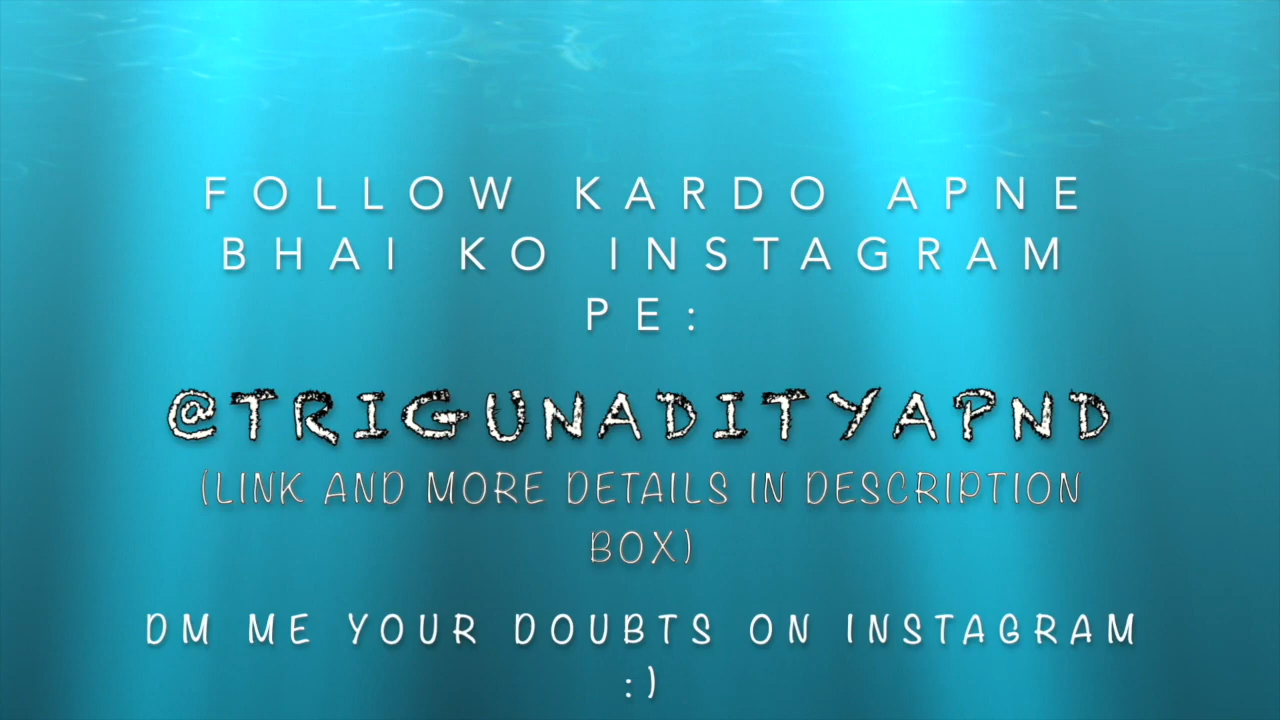 FOLLOW KARDO APNE
BHAI KO INSTAGRAM
PE:
@TRIGUNADITYAPND
(LINK AND MORE DETAILS IN DESCRIPTION
BOX)
DM ME YOUR DOUBTS ON INSTAGRAM
:)